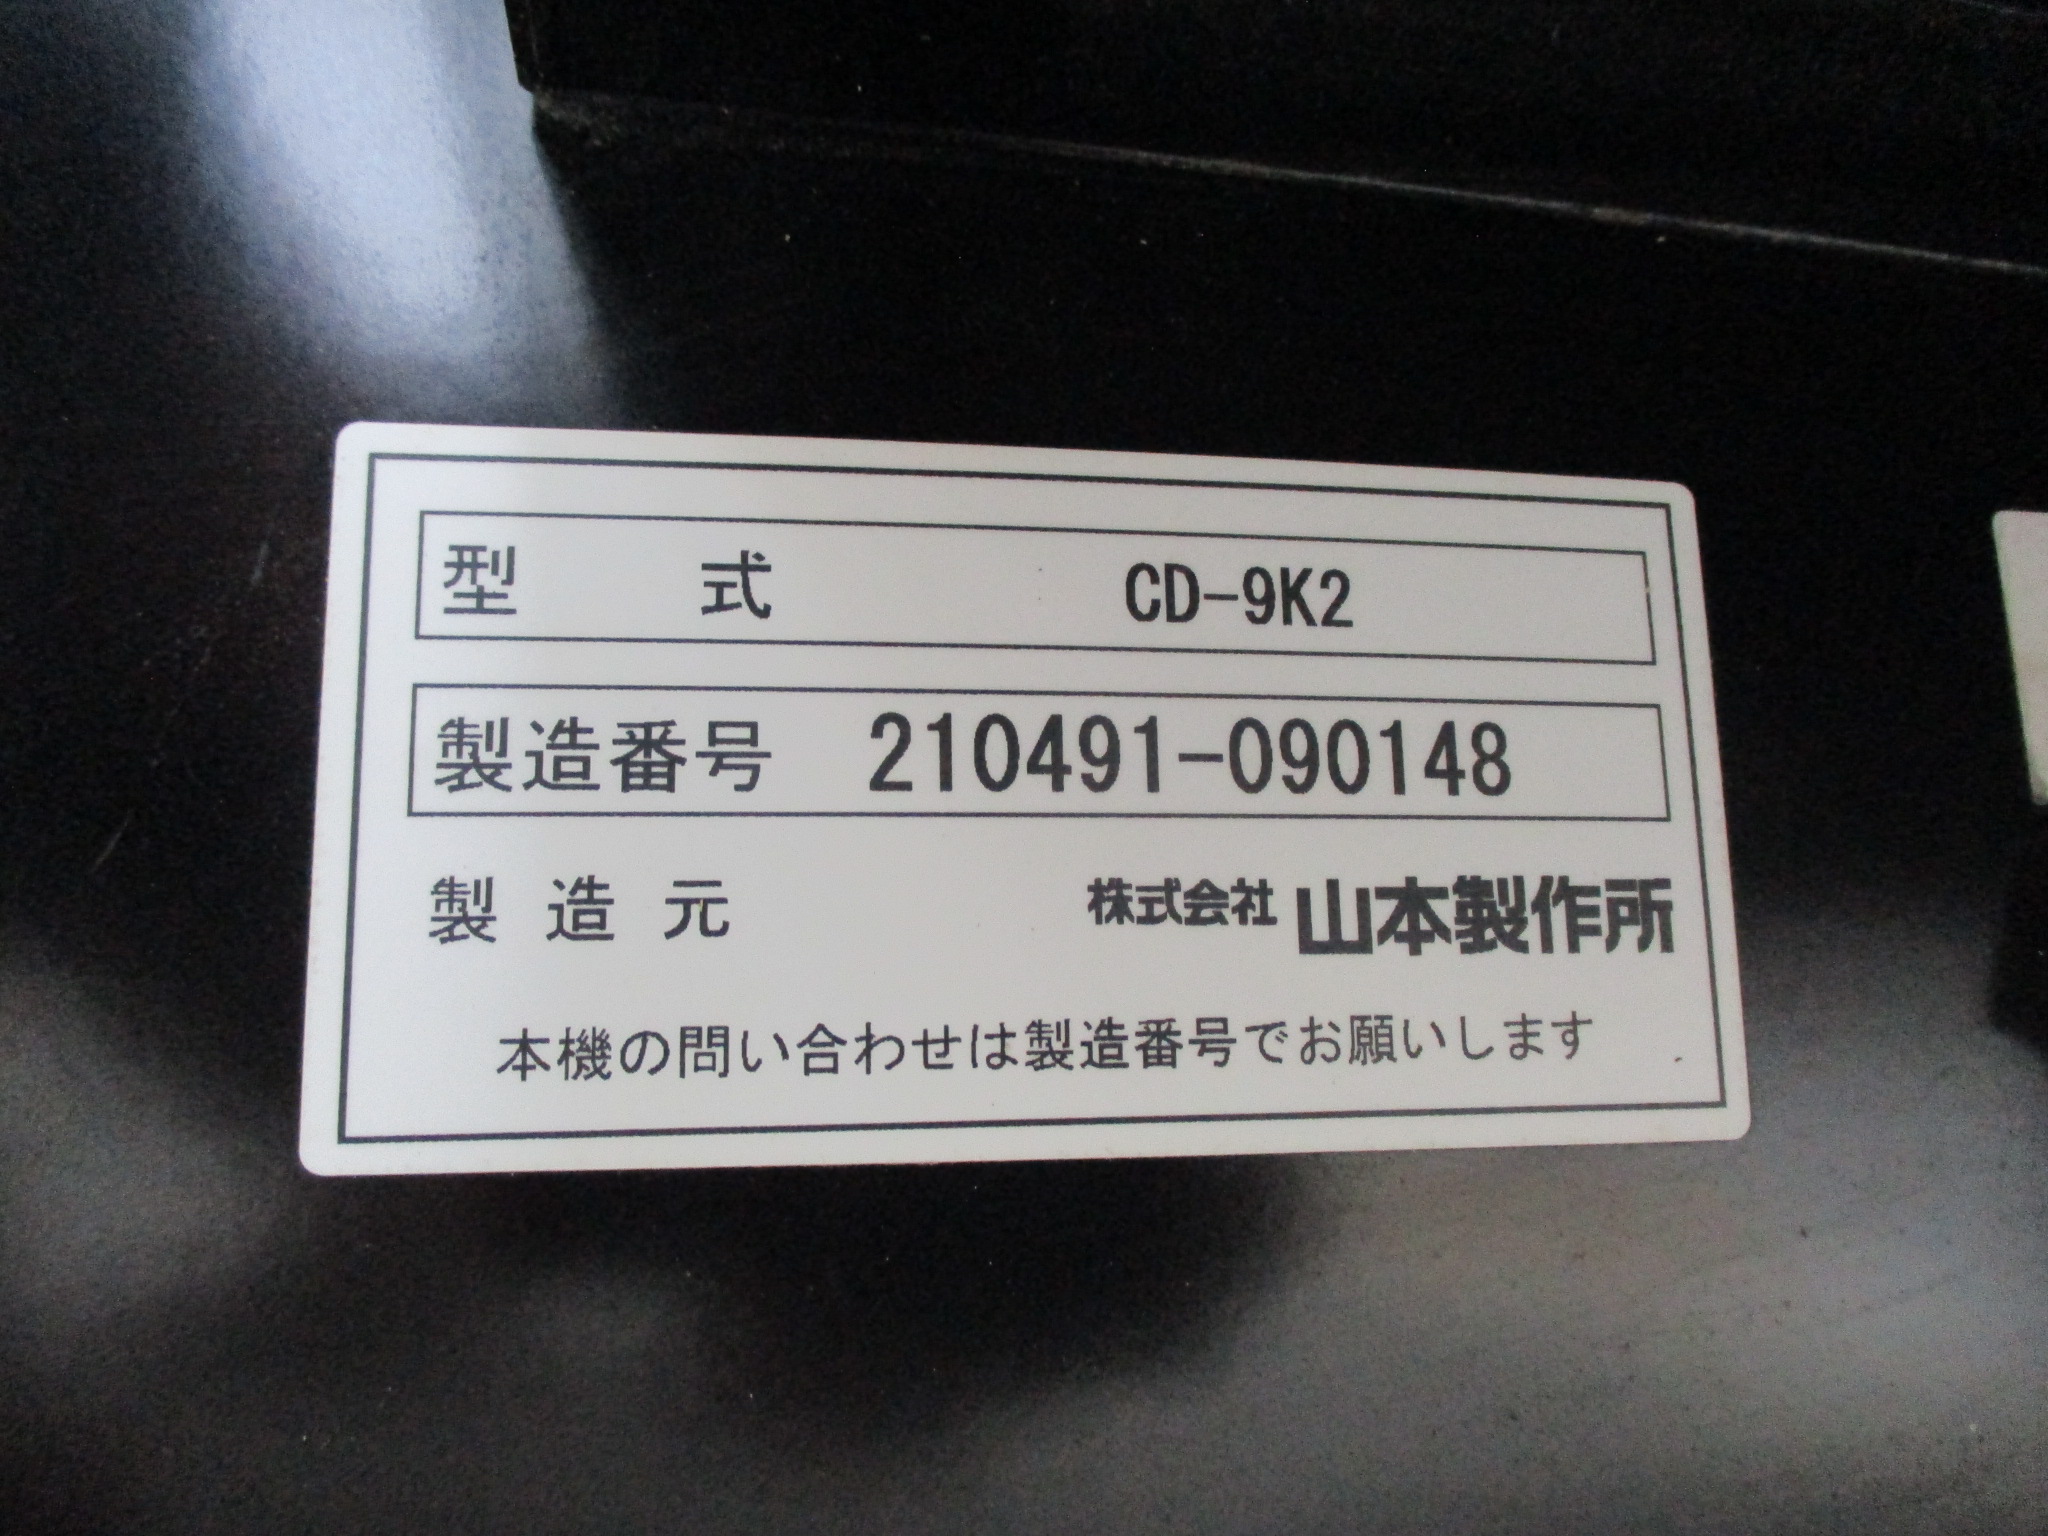 型式 CD-9K2
製造番号 210491-090148
製造元 株式会社 山本製作所
本機の問い合わせは製造番号でお願いします